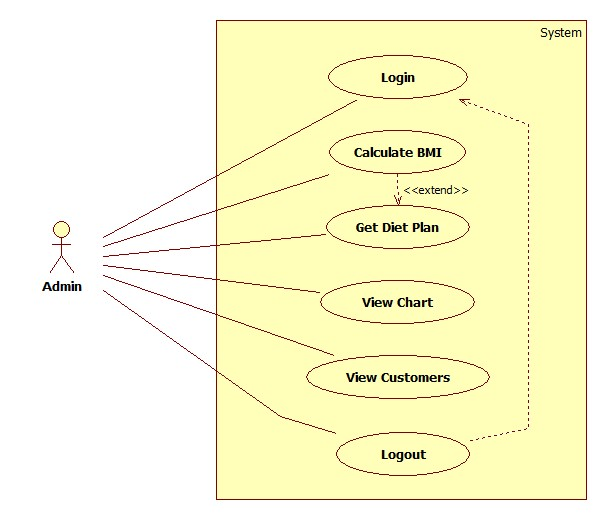 System
Login
Calculate BMI
<<extend>>
Get Diet Plan
Admin
View Chart
View Customers
Logout